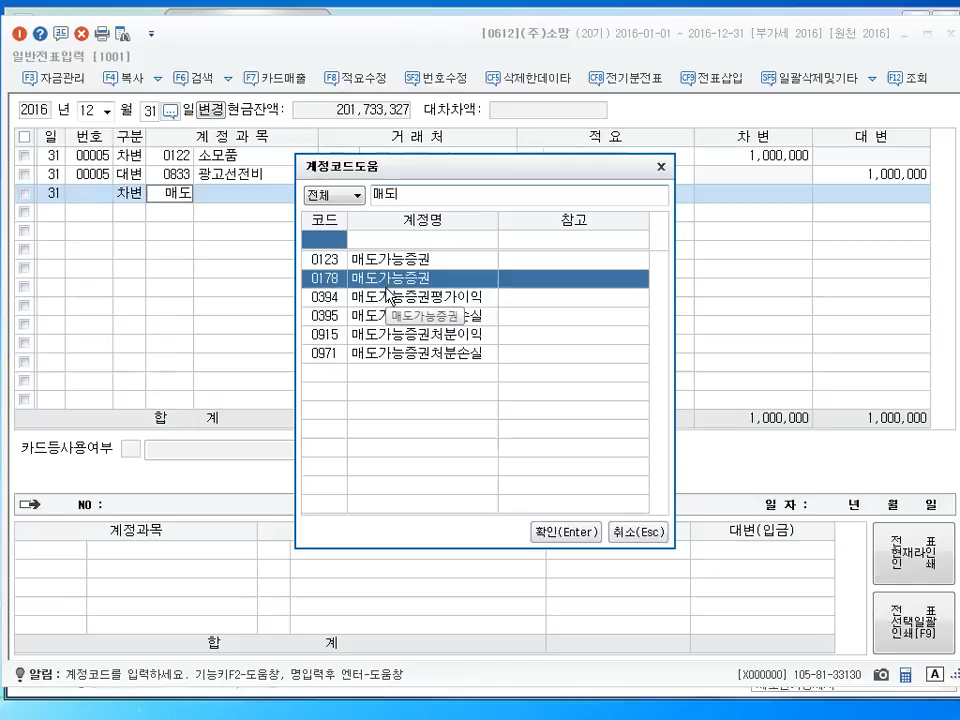 [0612](주)소망 (20기) 2016-01-01 ~ 2016-12-31 [부가세 2016] [원천 2016]
일반전표입력 [1001]
F3 자금관리 F4 복사 F6 검색 F7 카드매출 F8 적요수정 SF2 번호수정 CF5 삭제한데이타 CF8 전기분전표 CF9 전표삽입 SF5 일괄삭제및기타 F12 조회
2016 년 12 월 31 일 변경 현금잔액: 201,733,327 대차차액:
일 번호 구분 계 정 과 목 거 래 처 적 요 차 변 대 변
31 00005 차변 0122 소모품 1,000,000
31 00005 대변 0833 광고선전비 1,000,000
31 차변 매도
합 계 1,000,000 1,000,000
계정코드도움
전체 매도
코드 계정명 참고
0123 매도가능증권
0178 매도가능증권
0394 매도가능증권평가이익
0395 매도 손실
매도가능증권
0915 매도가능증권처분이익
0971 매도가능증권처분손실
확인(Enter) 취소(Esc)
카드등사용여부
NO : 일 자 : 년 월 일
계정과목 대변(입금)
합 계
전 표
현재라인
인 쇄
전 표
선택일괄
인쇄[F9]
알림 : 계정코드를 입력하세요. 기능키F2-도움창, 명입력후 엔터-도움창
[X000000] 105-81-33130 A